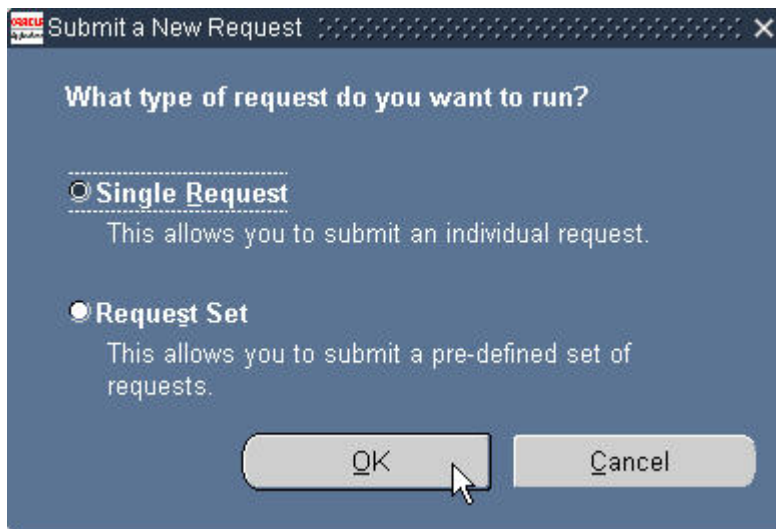 ORACLE
Submit a New Request
What type of request do you want to run?
Single Request
This allows you to submit an individual request.
Request Set
This allows you to submit a pre-defined set of
requests.
OK
Cancel